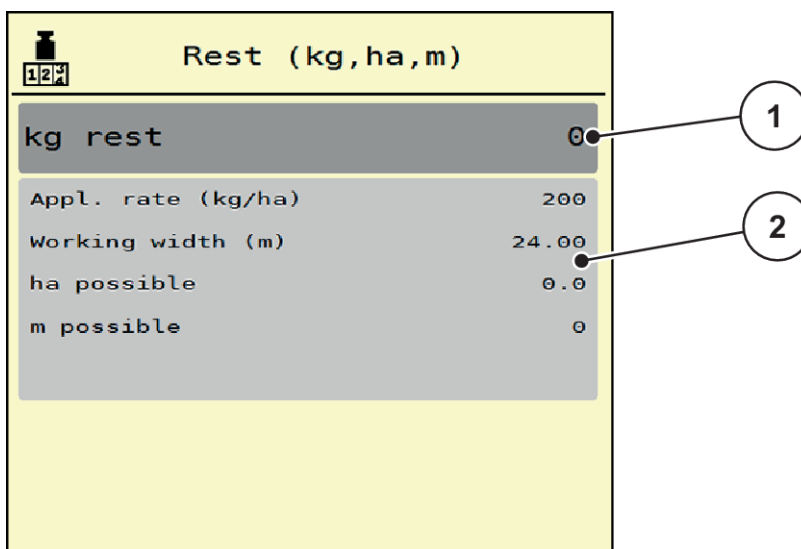 Rest (kg,ha,m)
kg rest 0
1
Appl. rate (kg/ha) 200
Working width (m) 24.00
2
ha possible 0.0
m possible 0